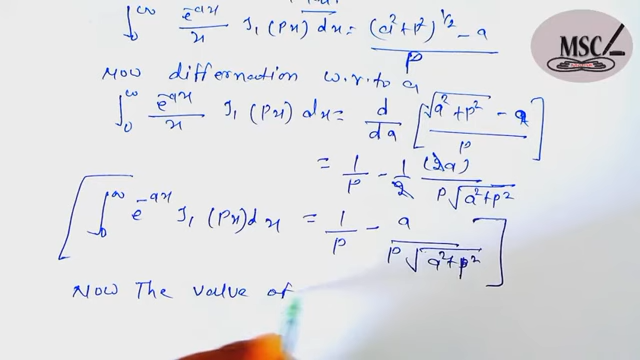 ∫₀^∞ e^{-ax}/x J₁(Px) dx = ((a²+P²)^{1/2} - a)/P
MSC
Now differnation w.r.to a
∫₀^∞ e^{-ax}/x J₁(Px) dx = d/da [(√(a²+p²) - a)/p]
= 1/p - 1/2 (2a)/(p√(a²+p²))
[∫₀^∞ e^{-ax} J₁(Px) dx = 1/p - a/(p√(a²+p²))]
Now The value of